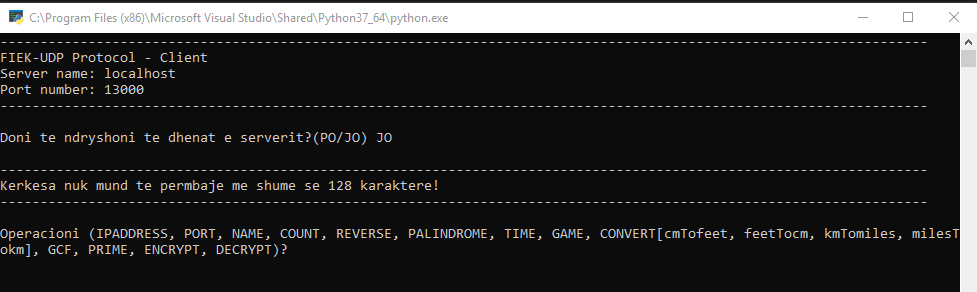 C:\Program Files (x86)\Microsoft Visual Studio\Shared\Python37_64\python.exe
--------------------------------------------------------------------------------------------------------------------
FIEK-UDP Protocol - Client
Server name: localhost
Port number: 13000
--------------------------------------------------------------------------------------------------------------------
Doni te ndryshoni te dhenat e serverit?(PO/JO) JO
--------------------------------------------------------------------------------------------------------------------
Kerkesa nuk mund te permbaje me shume se 128 karaktere!
--------------------------------------------------------------------------------------------------------------------
Operacioni (IPADDRESS, PORT, NAME, COUNT, REVERSE, PALINDROME, TIME, GAME, CONVERT[cmTofeet, feetTocm, kmTomiles, milesT
okm], GCF, PRIME, ENCRYPT, DECRYPT)?